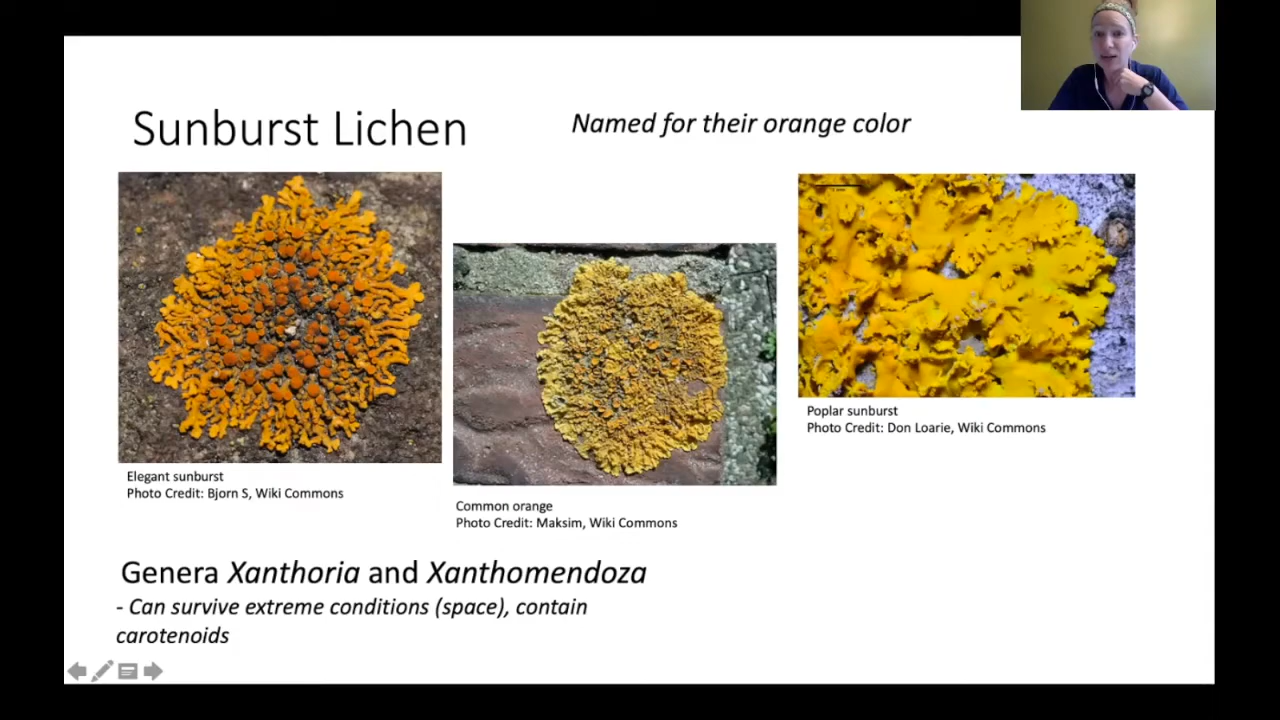 Sunburst Lichen
Named for their orange color
Elegant sunburst
Photo Credit: Bjorn S, Wiki Commons
Common orange
Photo Credit: Maksim, Wiki Commons
Poplar sunburst
Photo Credit: Don Loarie, Wiki Commons
Genera Xanthoria and Xanthomendoza
- Can survive extreme conditions (space), contain
carotenoids